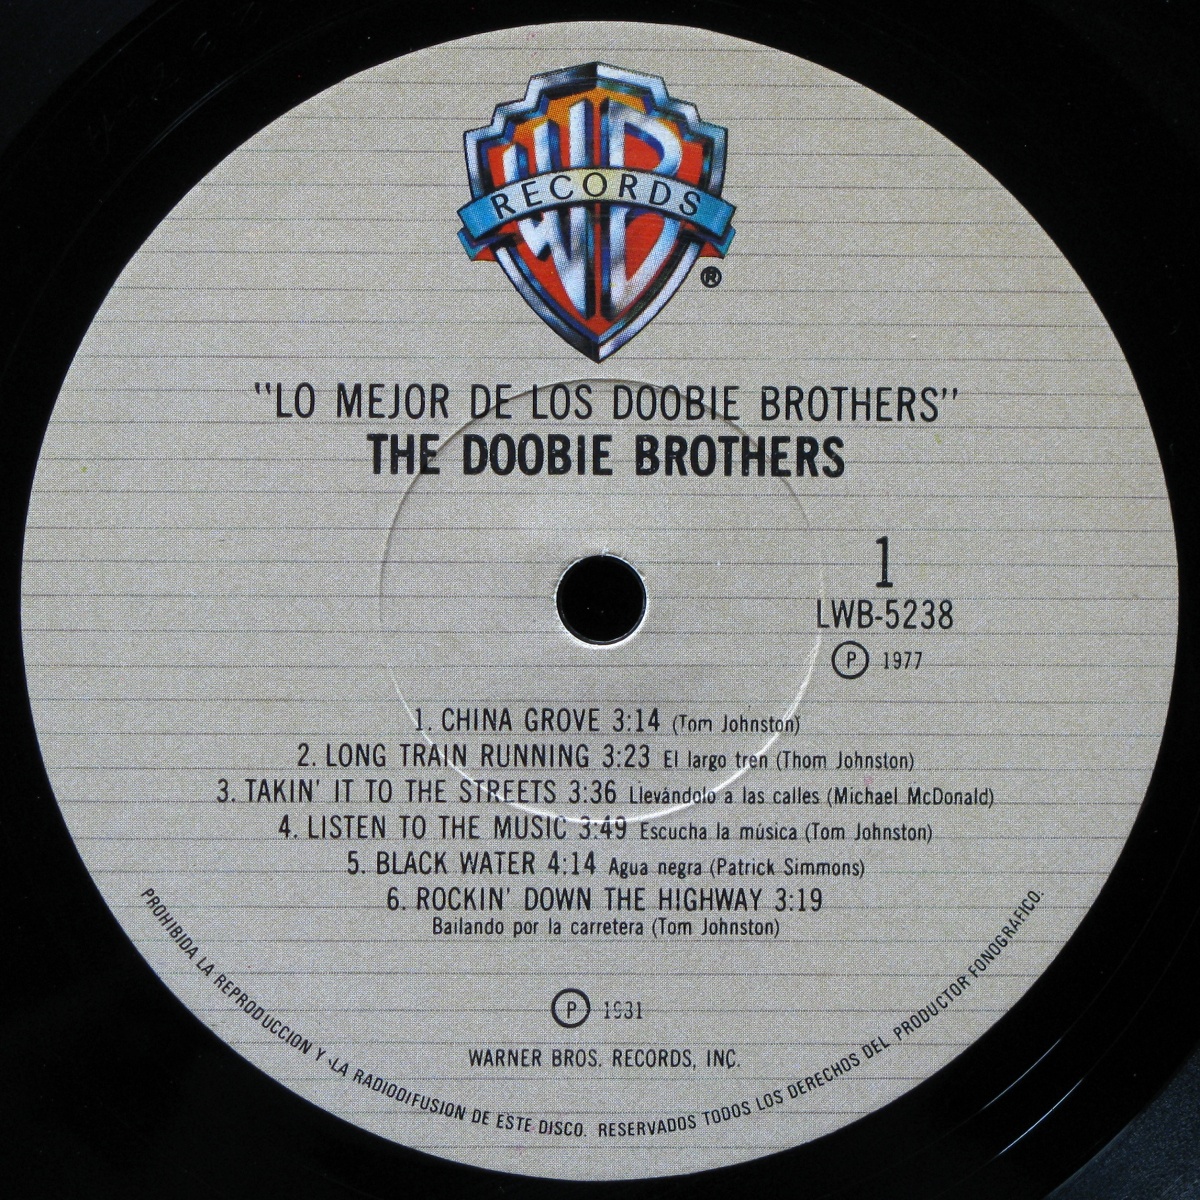 WB
RECORDS
®
"LO MEJOR DE LOS DOOBIE BROTHERS"
THE DOOBIE BROTHERS
1
LWB-5238
Ⓟ 1977
1. CHINA GROVE 3:14 (Tom Johnston)
2. LONG TRAIN RUNNING 3:23 El largo tren (Thom Johnston)
3. TAKIN' IT TO THE STREETS 3:36 Llevándolo a las calles (Michael McDonald)
4. LISTEN TO THE MUSIC 3:49 Escucha la música (Tom Johnston)
5. BLACK WATER 4:14 Agua negra (Patrick Simmons)
6. ROCKIN' DOWN THE HIGHWAY 3:19
Bailando por la carretera (Tom Johnston)
Ⓟ
WARNER BROS. RECORDS, INC.
PROHIBIDA LA REPRODUCCION Y LA RADIODIFUSION DE ESTE DISCO. RESERVADOS TODOS LOS DERECHOS DEL PRODUCTOR FONOGRAFICO.